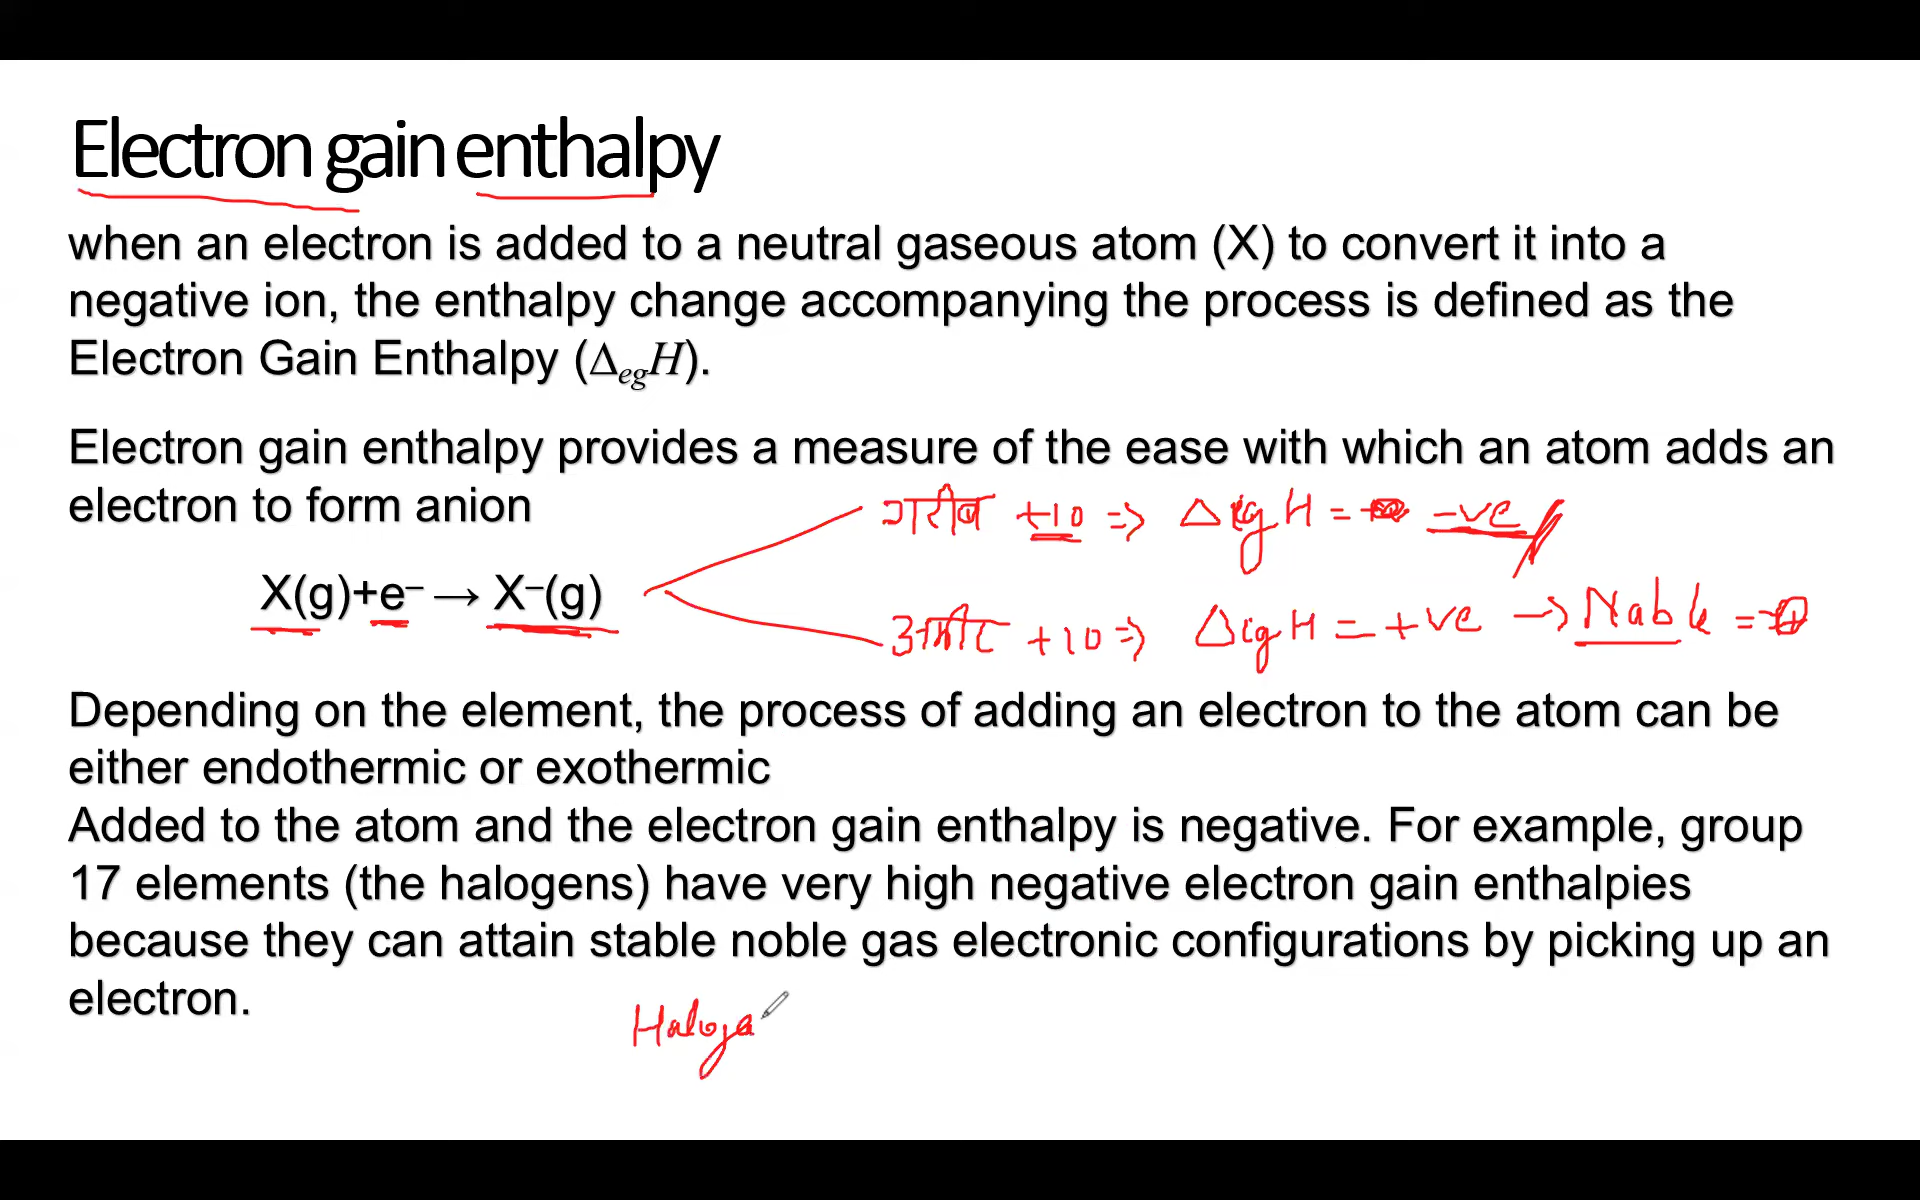 Electron gain enthalpy
when an electron is added to a neutral gaseous atom (X) to convert it into a
negative ion, the enthalpy change accompanying the process is defined as the
Electron Gain Enthalpy (ΔegH).
Electron gain enthalpy provides a measure of the ease with which an atom adds an
electron to form anion
गरीब +10 => ΔegH = -ve
X(g)+e– → X–(g)
अमीर +10 => ΔegH = +ve → Noble =
Depending on the element, the process of adding an electron to the atom can be
either endothermic or exothermic
Added to the atom and the electron gain enthalpy is negative. For example, group
17 elements (the halogens) have very high negative electron gain enthalpies
because they can attain stable noble gas electronic configurations by picking up an
electron.
Haloge